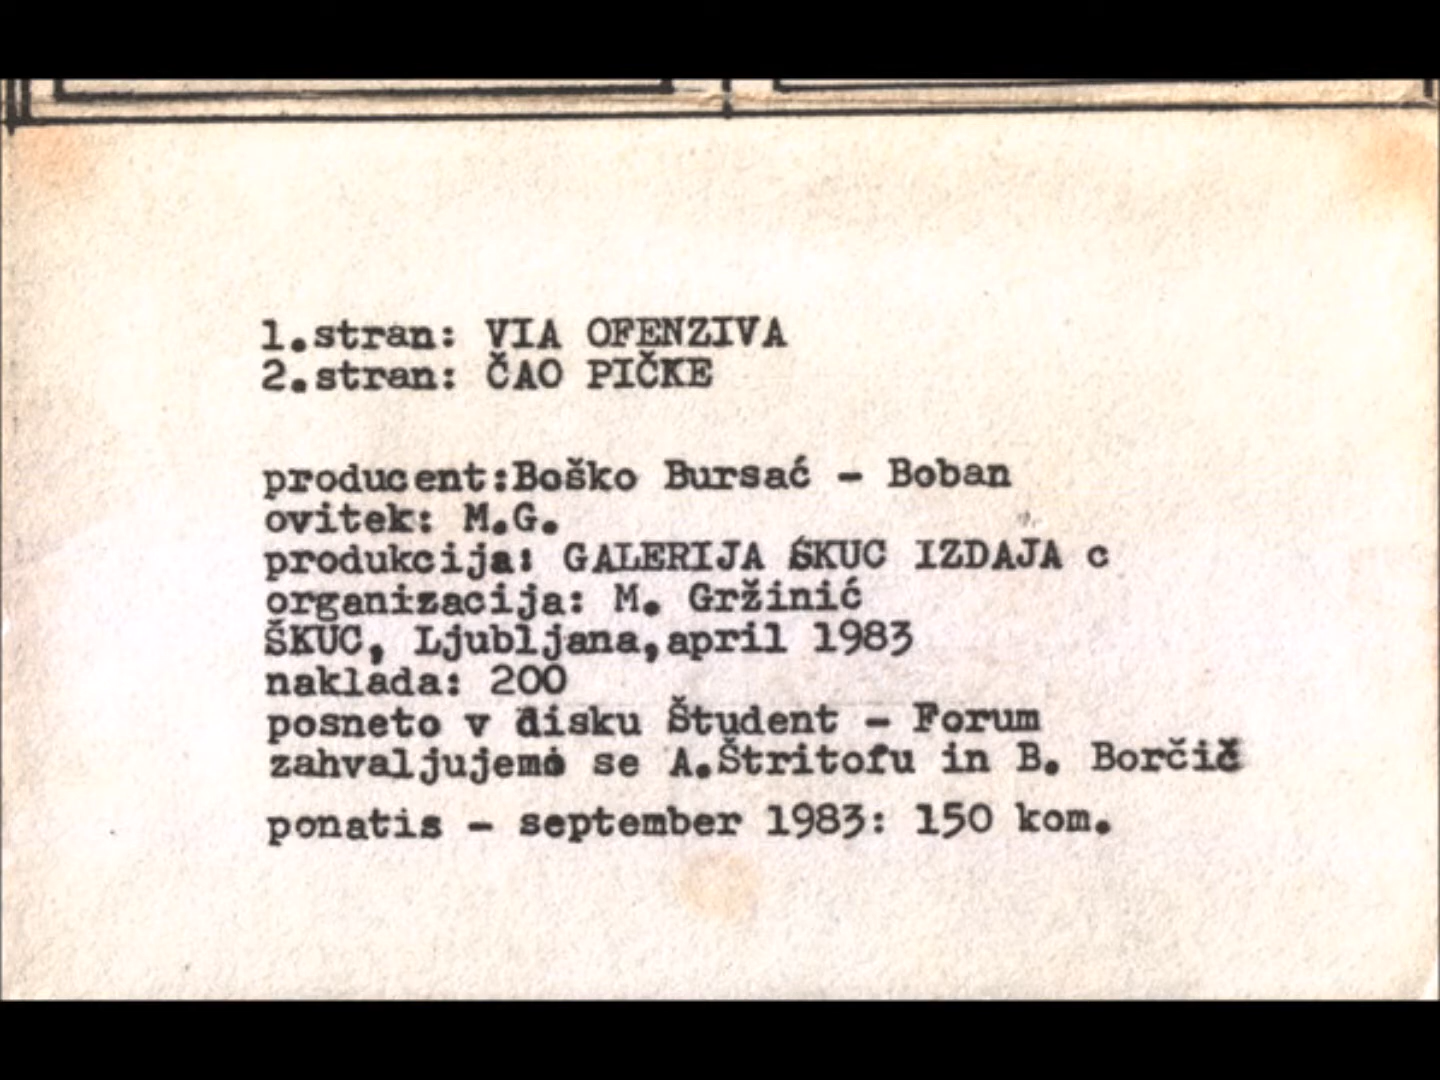 1.stran: VIA OFENZIVA
2.stran: ČAO PIČKE
producent:Boško Bursać - Boban
ovitek: M.G.
produkcija: GALERIJA ŠKUC IZDAJA c
organizacija: M. Gržinić
ŠKUC, Ljubljana,april 1983
naklada: 200
posneto v disku Študent - Forum
zahvaljujemo se A.Štritofu in B. Borčič
ponatis - september 1983: 150 kom.